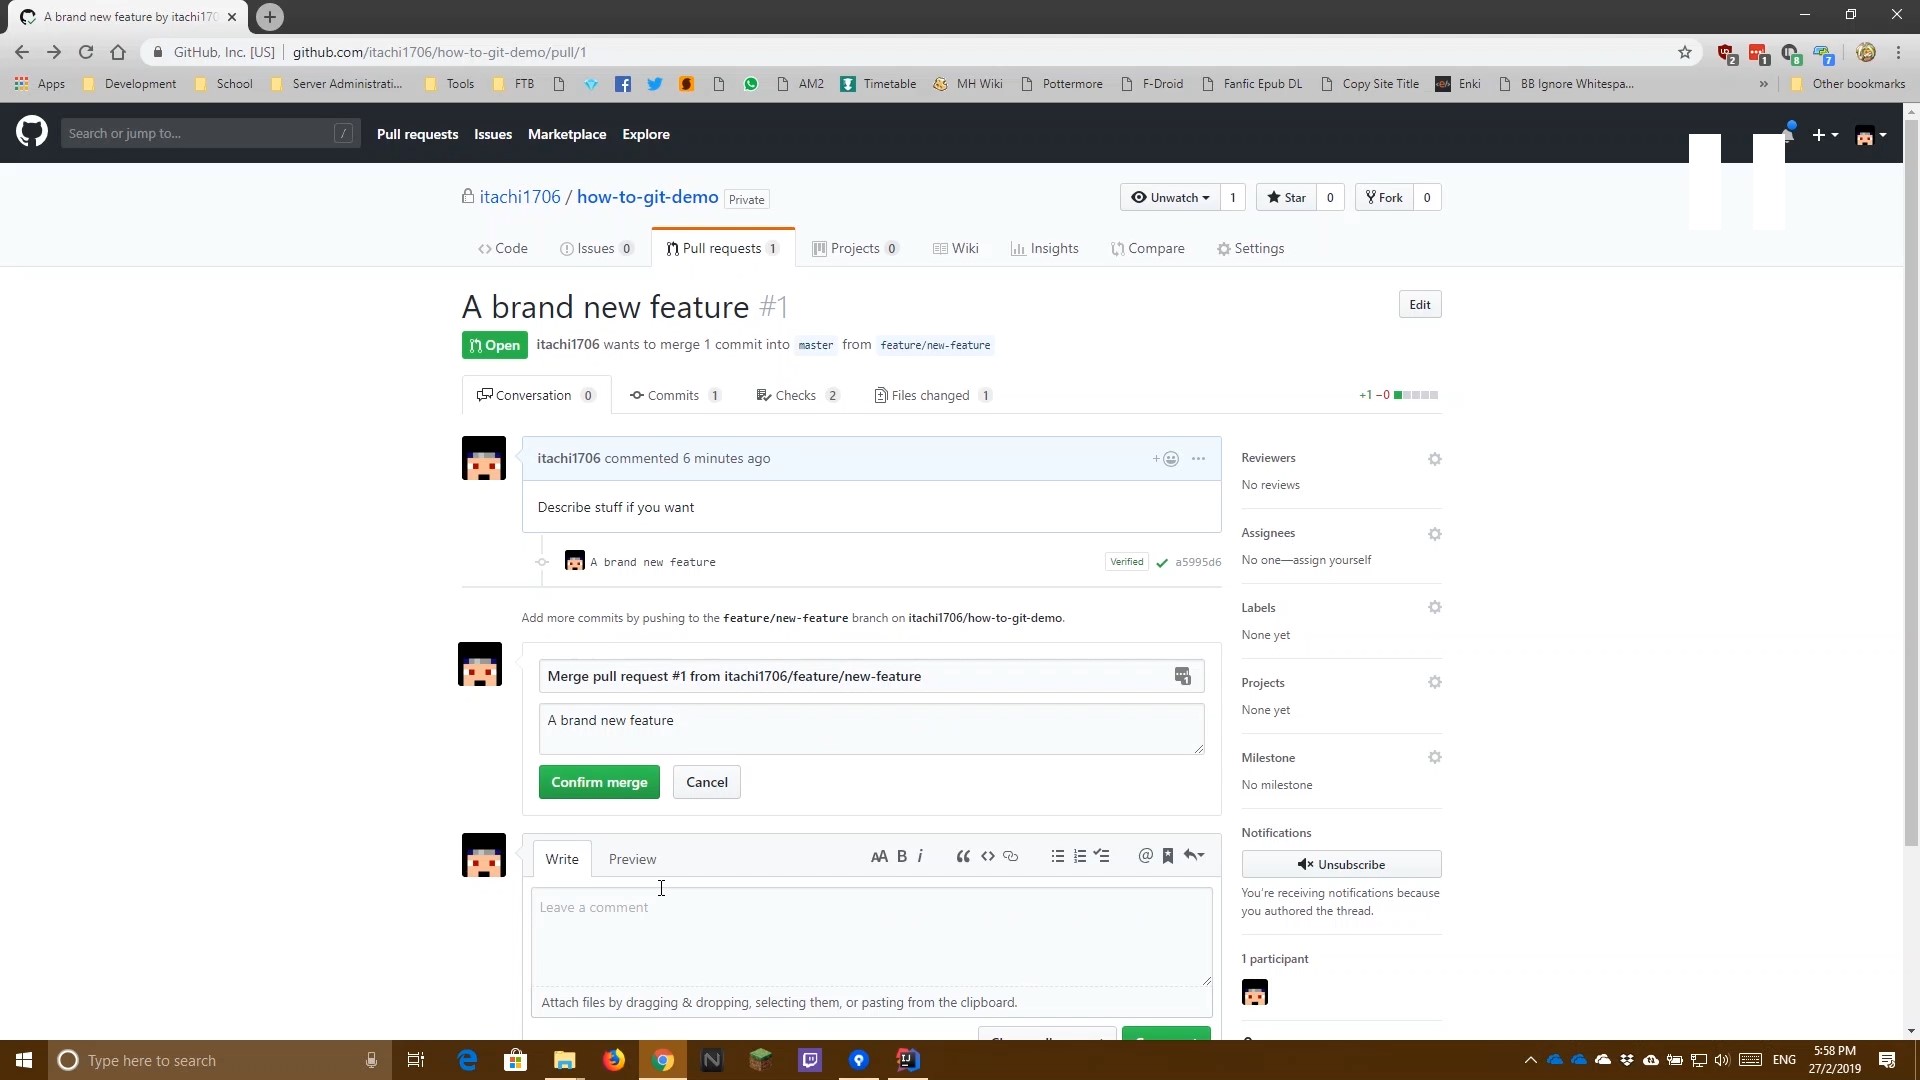 A brand new feature by itachi170
GitHub, Inc. [US] github.com/itachi1706/how-to-git-demo/pull/1
2 1 8 7
Apps Development School Server Administrati... Tools FTB AM2 Timetable MH Wiki Pottermore F-Droid Fanfic Epub DL Copy Site Title Enki BB Ignore Whitespa... » Other bookmarks
Search or jump to... / Pull requests Issues Marketplace Explore
itachi1706 / how-to-git-demo Private Unwatch 1 Star 0 Fork 0
Code Issues 0 Pull requests 1 Projects 0 Wiki Insights Compare Settings
A brand new feature #1 Edit
Open itachi1706 wants to merge 1 commit into master from feature/new-feature
Conversation 0 Commits 1 Checks 2 Files changed 1 +1 −0
itachi1706 commented 6 minutes ago
Describe stuff if you want
A brand new feature Verified a5995d6
Add more commits by pushing to the feature/new-feature branch on itachi1706/how-to-git-demo.
Merge pull request #1 from itachi1706/feature/new-feature
A brand new feature
Confirm merge Cancel
Write Preview AA B i @
Leave a comment
Attach files by dragging & dropping, selecting them, or pasting from the clipboard.
Reviewers
No reviews
Assignees
No one—assign yourself
Labels
None yet
Projects
None yet
Milestone
No milestone
Notifications
Unsubscribe
You're receiving notifications because
you authored the thread.
1 participant
Type here to search
ENG
5:58 PM
27/2/2019